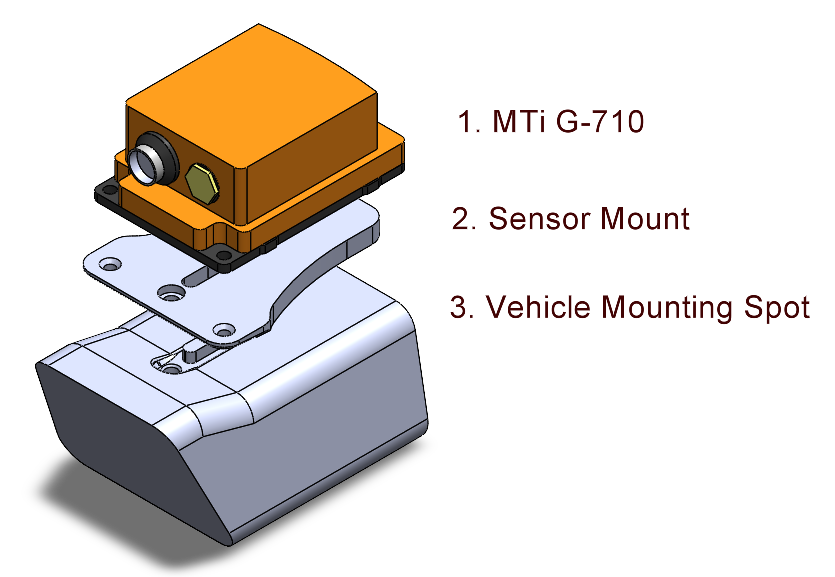 1. MTi G-710
2. Sensor Mount
3. Vehicle Mounting Spot